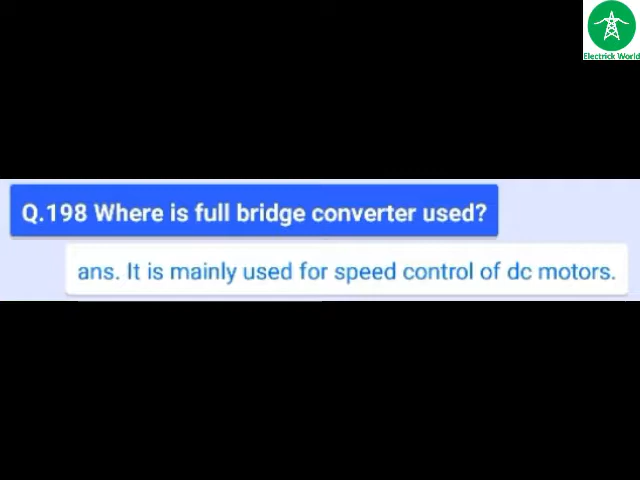 Electrick World
Q.198 Where is full bridge converter used?
ans. It is mainly used for speed control of dc motors.